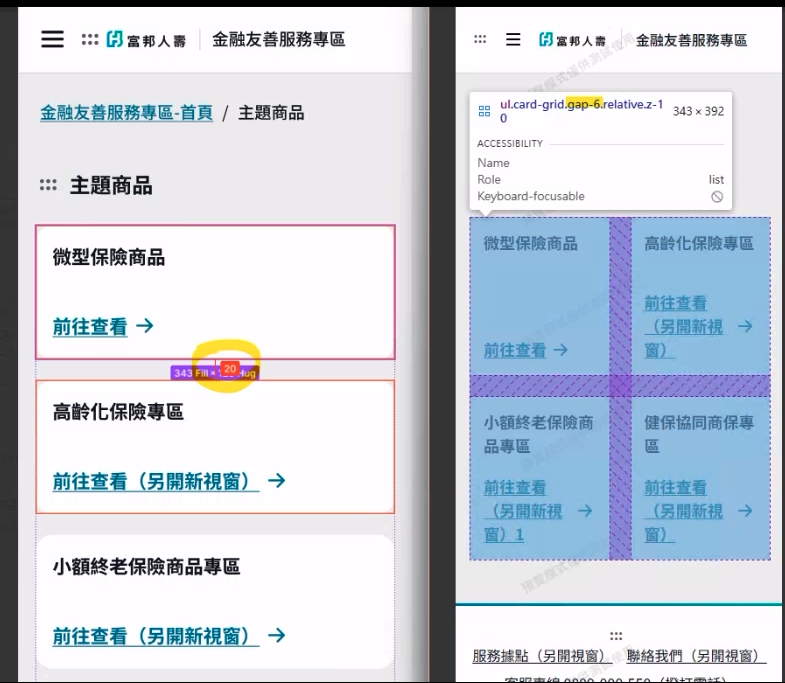 富邦人壽
金融友善服務專區
金融友善服務專區-首頁 / 主題商品
主題商品
微型保險商品
前往查看
20
343 Fill ×
Hug
高齡化保險專區
前往查看（另開新視窗）
小額終老保險商品專區
前往查看（另開新視窗）
富邦人壽
金融友善服務專區
ul.card-grid.gap-6.relative.z-1
0
343 × 392
ACCESSIBILITY
Name
Role
list
Keyboard-focusable
微型保險商品
前往查看
高齡化保險專區
前往查看
（另開新視
窗）
小額終老保險商
品專區
前往查看
（另開新視
窗）1
健保協同商保專
區
前往查看
（另開新視
窗）
服務據點（另開新視窗）
聯絡我們（另開新視窗）